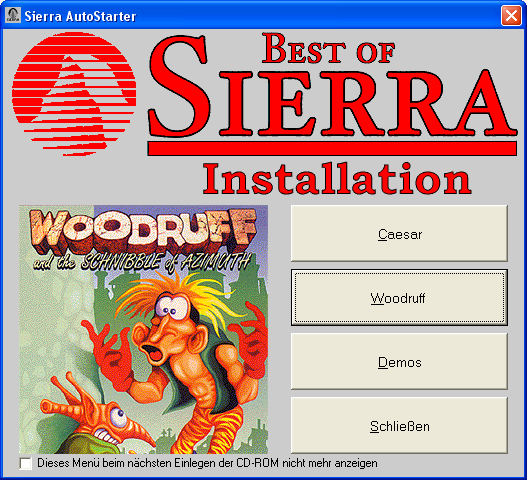 Sierra AutoStarter
BEST OF
SIERRA
Installation
WOODRUFF
and the SCHNIBBLE of AZIMUTH
Caesar
Woodruff
Demos
Schließen
Dieses Menü beim nächsten Einlegen der CD-ROM nicht mehr anzeigen